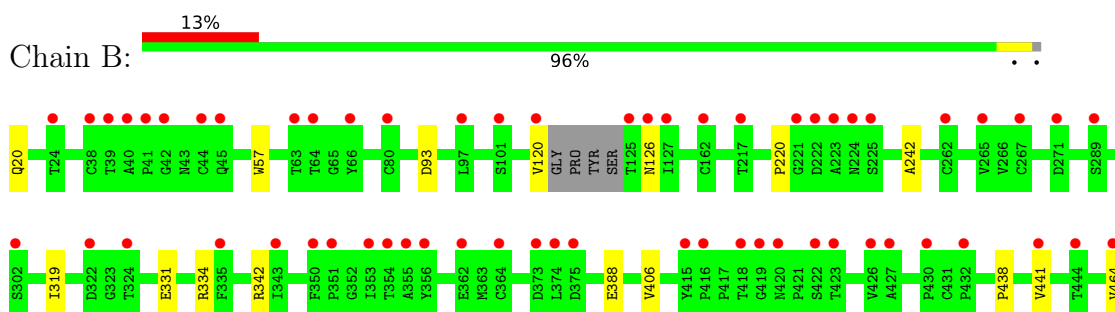 13%
Chain B:
96%
. .
Q20 T24 C38 T39 A40 P41 G42 N43 C44 Q45 W57 T63 T64 G65 Y66 C80 D93 L97 S101 V120 GLY PRO TYR SER T125 N126 I127 C162 T217 P220 G221 D222 A223 N224 S225 A242 C262 V265 V266 C267 D271 S289
S302 I319 D322 G323 T324 E331 R334 F335 R342 I343 F350 P351 G352 I353 T354 A355 Y356 E362 M363 C364 D373 L374 D375 E388 V406 Y415 P416 P417 T418 G419 N420 P421 S422 T423 V426 A427 P430 C431 P432 P438 V441 T444 V464